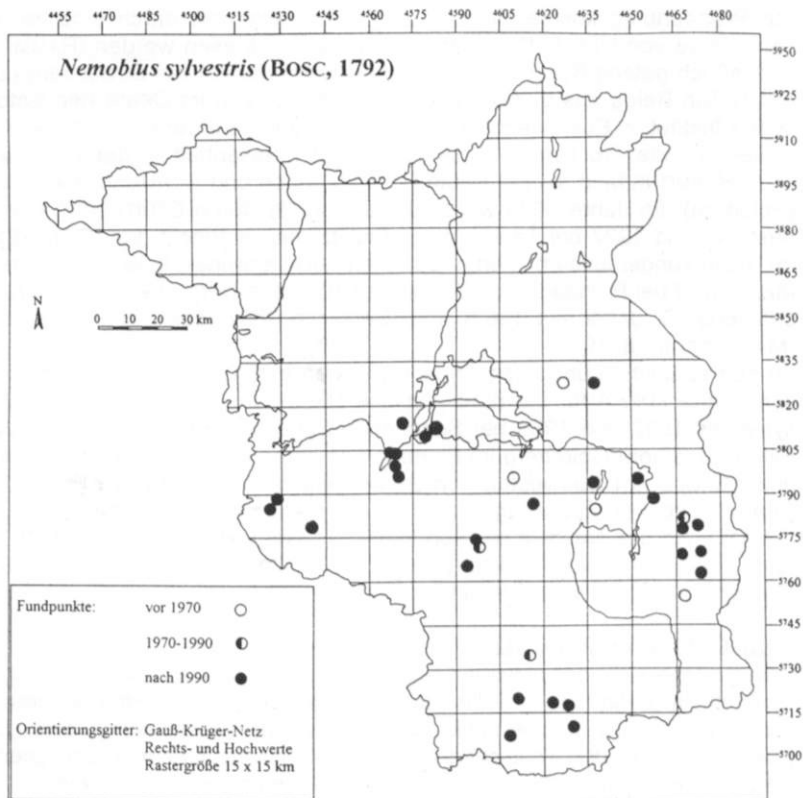 4455 4470 4485 4500 4515 4530 4545 4560 4575 4590 4605 4620 4635 4650 4665 4680
Nemobius sylvestris (BOSC, 1792)
5950
5925
5910
5895
5880
5865
5850
5835
5820
5805
5790
5775
5760
5745
5730
5715
5700
N
0 10 20 30 km
Fundpunkte: vor 1970
1970-1990
nach 1990
Orientierungsgitter: Gauß-Krüger-Netz
Rechts- und Hochwerte
Rastergröße 15 x 15 km